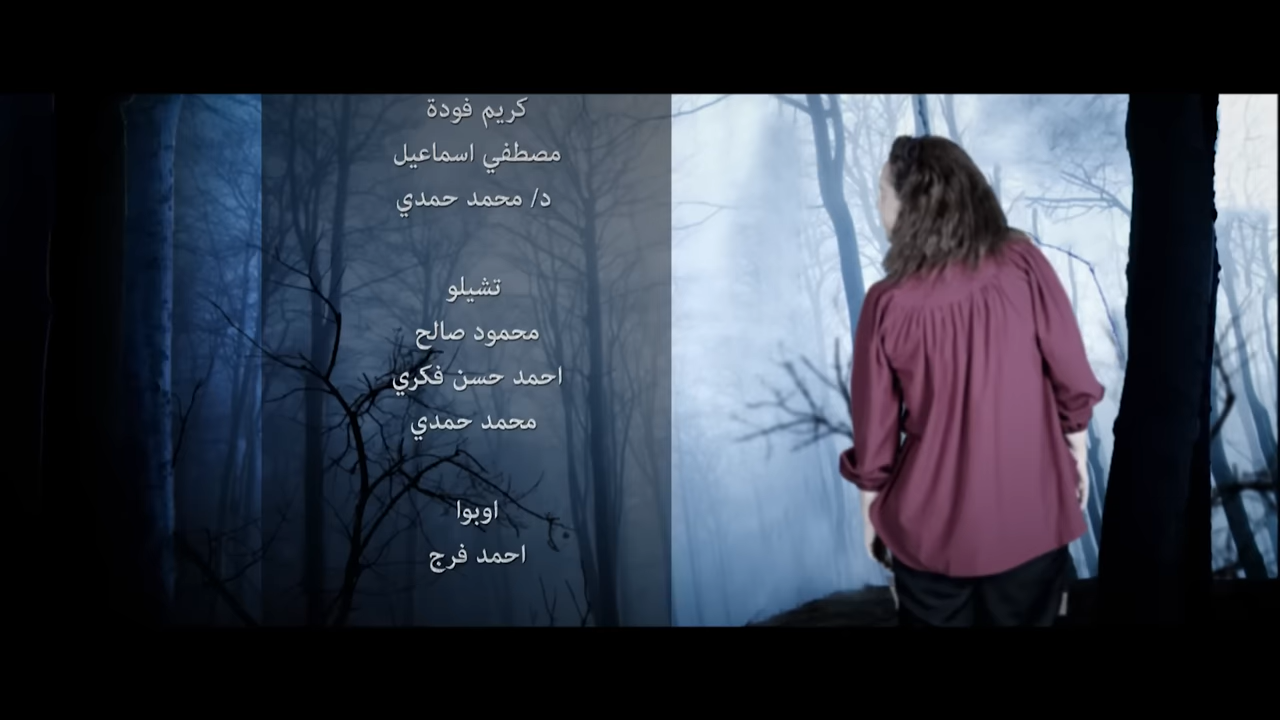 كريم فودة
مصطفي اسماعيل
د/ محمد حمدي
تشيلو
محمود صالح
احمد حسن فكري
محمد حمدي
اوبوا
احمد فرج